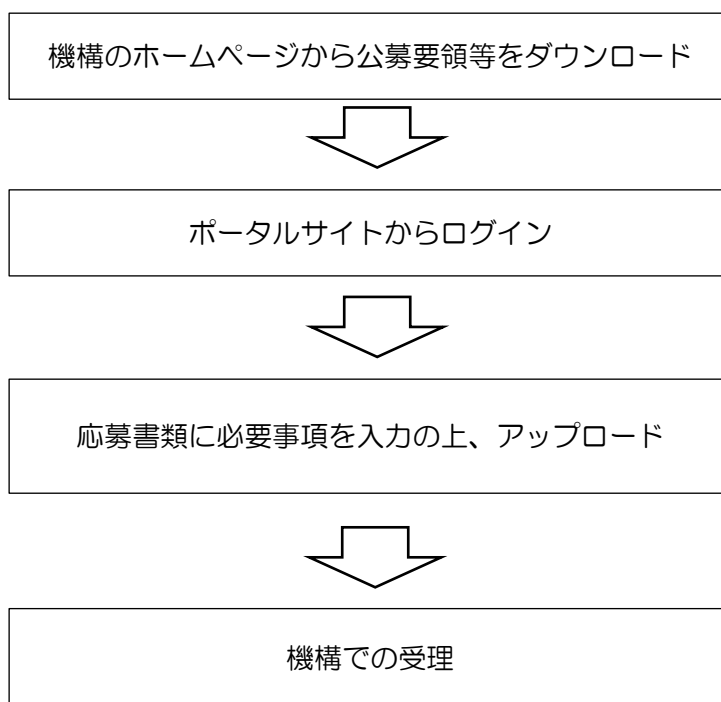 機構のホームページから公募要領等をダウンロード
ポータルサイトからログイン
応募書類に必要事項を入力の上、アップロード
機構での受理